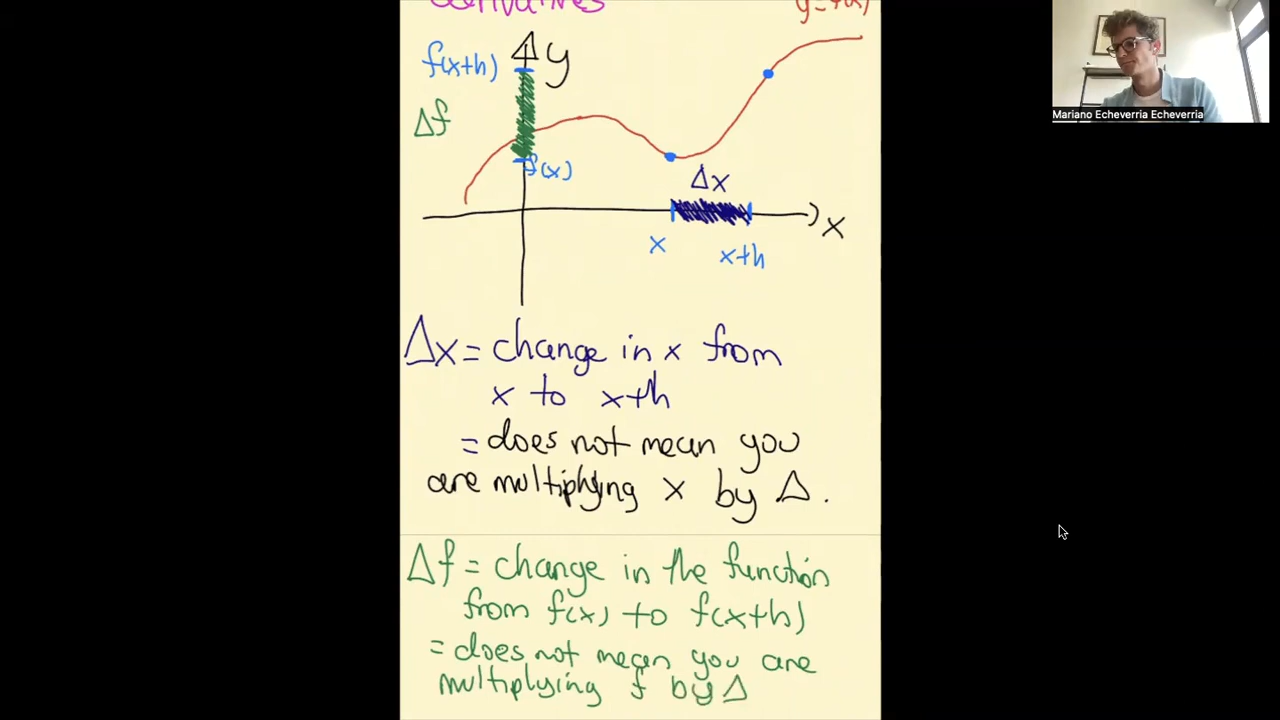 derivatives
y=f(x)
f(x+h)
y
Δf
f(x)
Δx
x
x
x+h
Δx = change in x from
x to x+h
= does not mean you
are multiplying x by Δ.
Δf = change in the function
from f(x) to f(x+h)
= does not mean you are
multiplying f by Δ
Mariano Echeverria Echeverria